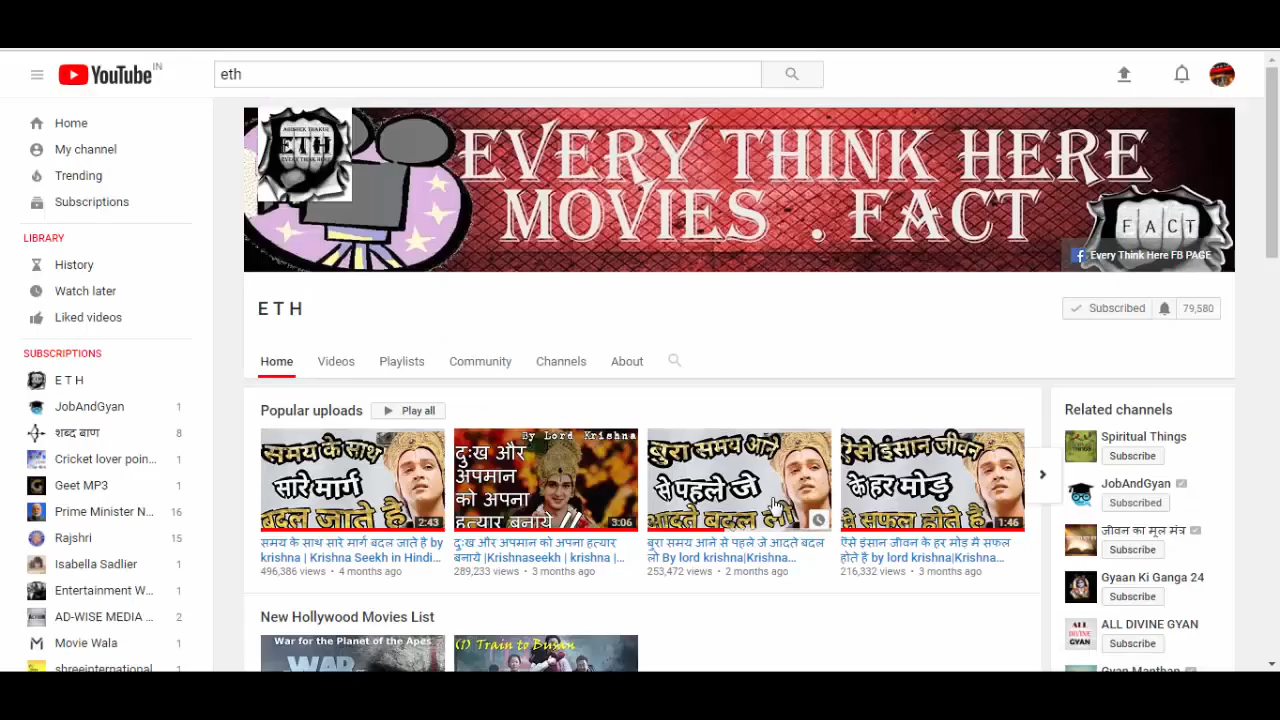 YouTube IN
eth
Home
My channel
Trending
Subscriptions
LIBRARY
History
Watch later
Liked videos
SUBSCRIPTIONS
E T H
JobAndGyan 1
शब्द बाण 8
Cricket lover poin... 1
Geet MP3 1
Prime Minister N... 16
Rajshri 15
Isabella Sadlier 1
Entertainment W... 1
AD-WISE MEDIA ... 2
Movie Wala 1
shreeinternational 1
ETH
EVERY THINK HERE
MOVIES . FACT
FACT
Every Think Here FB PAGE
E T H
Subscribed 79,580
Home Videos Playlists Community Channels About
Popular uploads Play all
समय के साथ
सारे मार्ग
बदल जाते है
2:43
समय के साथ सारे मार्ग बदल जाते है by
krishna | Krishna Seekh in Hindi...
496,386 views • 4 months ago
By Lord Krishna
दुःख और
अपमान
को अपना
हत्यार बनाये //
3:06
दुःख और अपमान को अपना हत्यार
बनाये |Krishnaseekh | krishna |...
289,233 views • 3 months ago
बुरा समय आने
से पहले जे
आदते बदल लो
बुरा समय आने से पहले जे आदते बदल
लो By lord krishna|Krishna...
253,472 views • 2 months ago
ऐसे इंसान जीवन
के हर मोड़
से सफल होते है
1:46
ऐसे इंसान जीवन के हर मोड मै सफल
होते है by lord krishna|Krishna...
216,332 views • 3 months ago
New Hollywood Movies List
War for the Planet of the Apes
WAR
(1) Train to Busan
Related channels
Spiritual Things
Subscribe
JobAndGyan
Subscribed
जीवन का मूल मंत्र
Subscribe
Gyaan Ki Ganga 24
Subscribe
ALL DIVINE GYAN
ALL DIVINE GYAN
Subscribe
Gyan Manthan